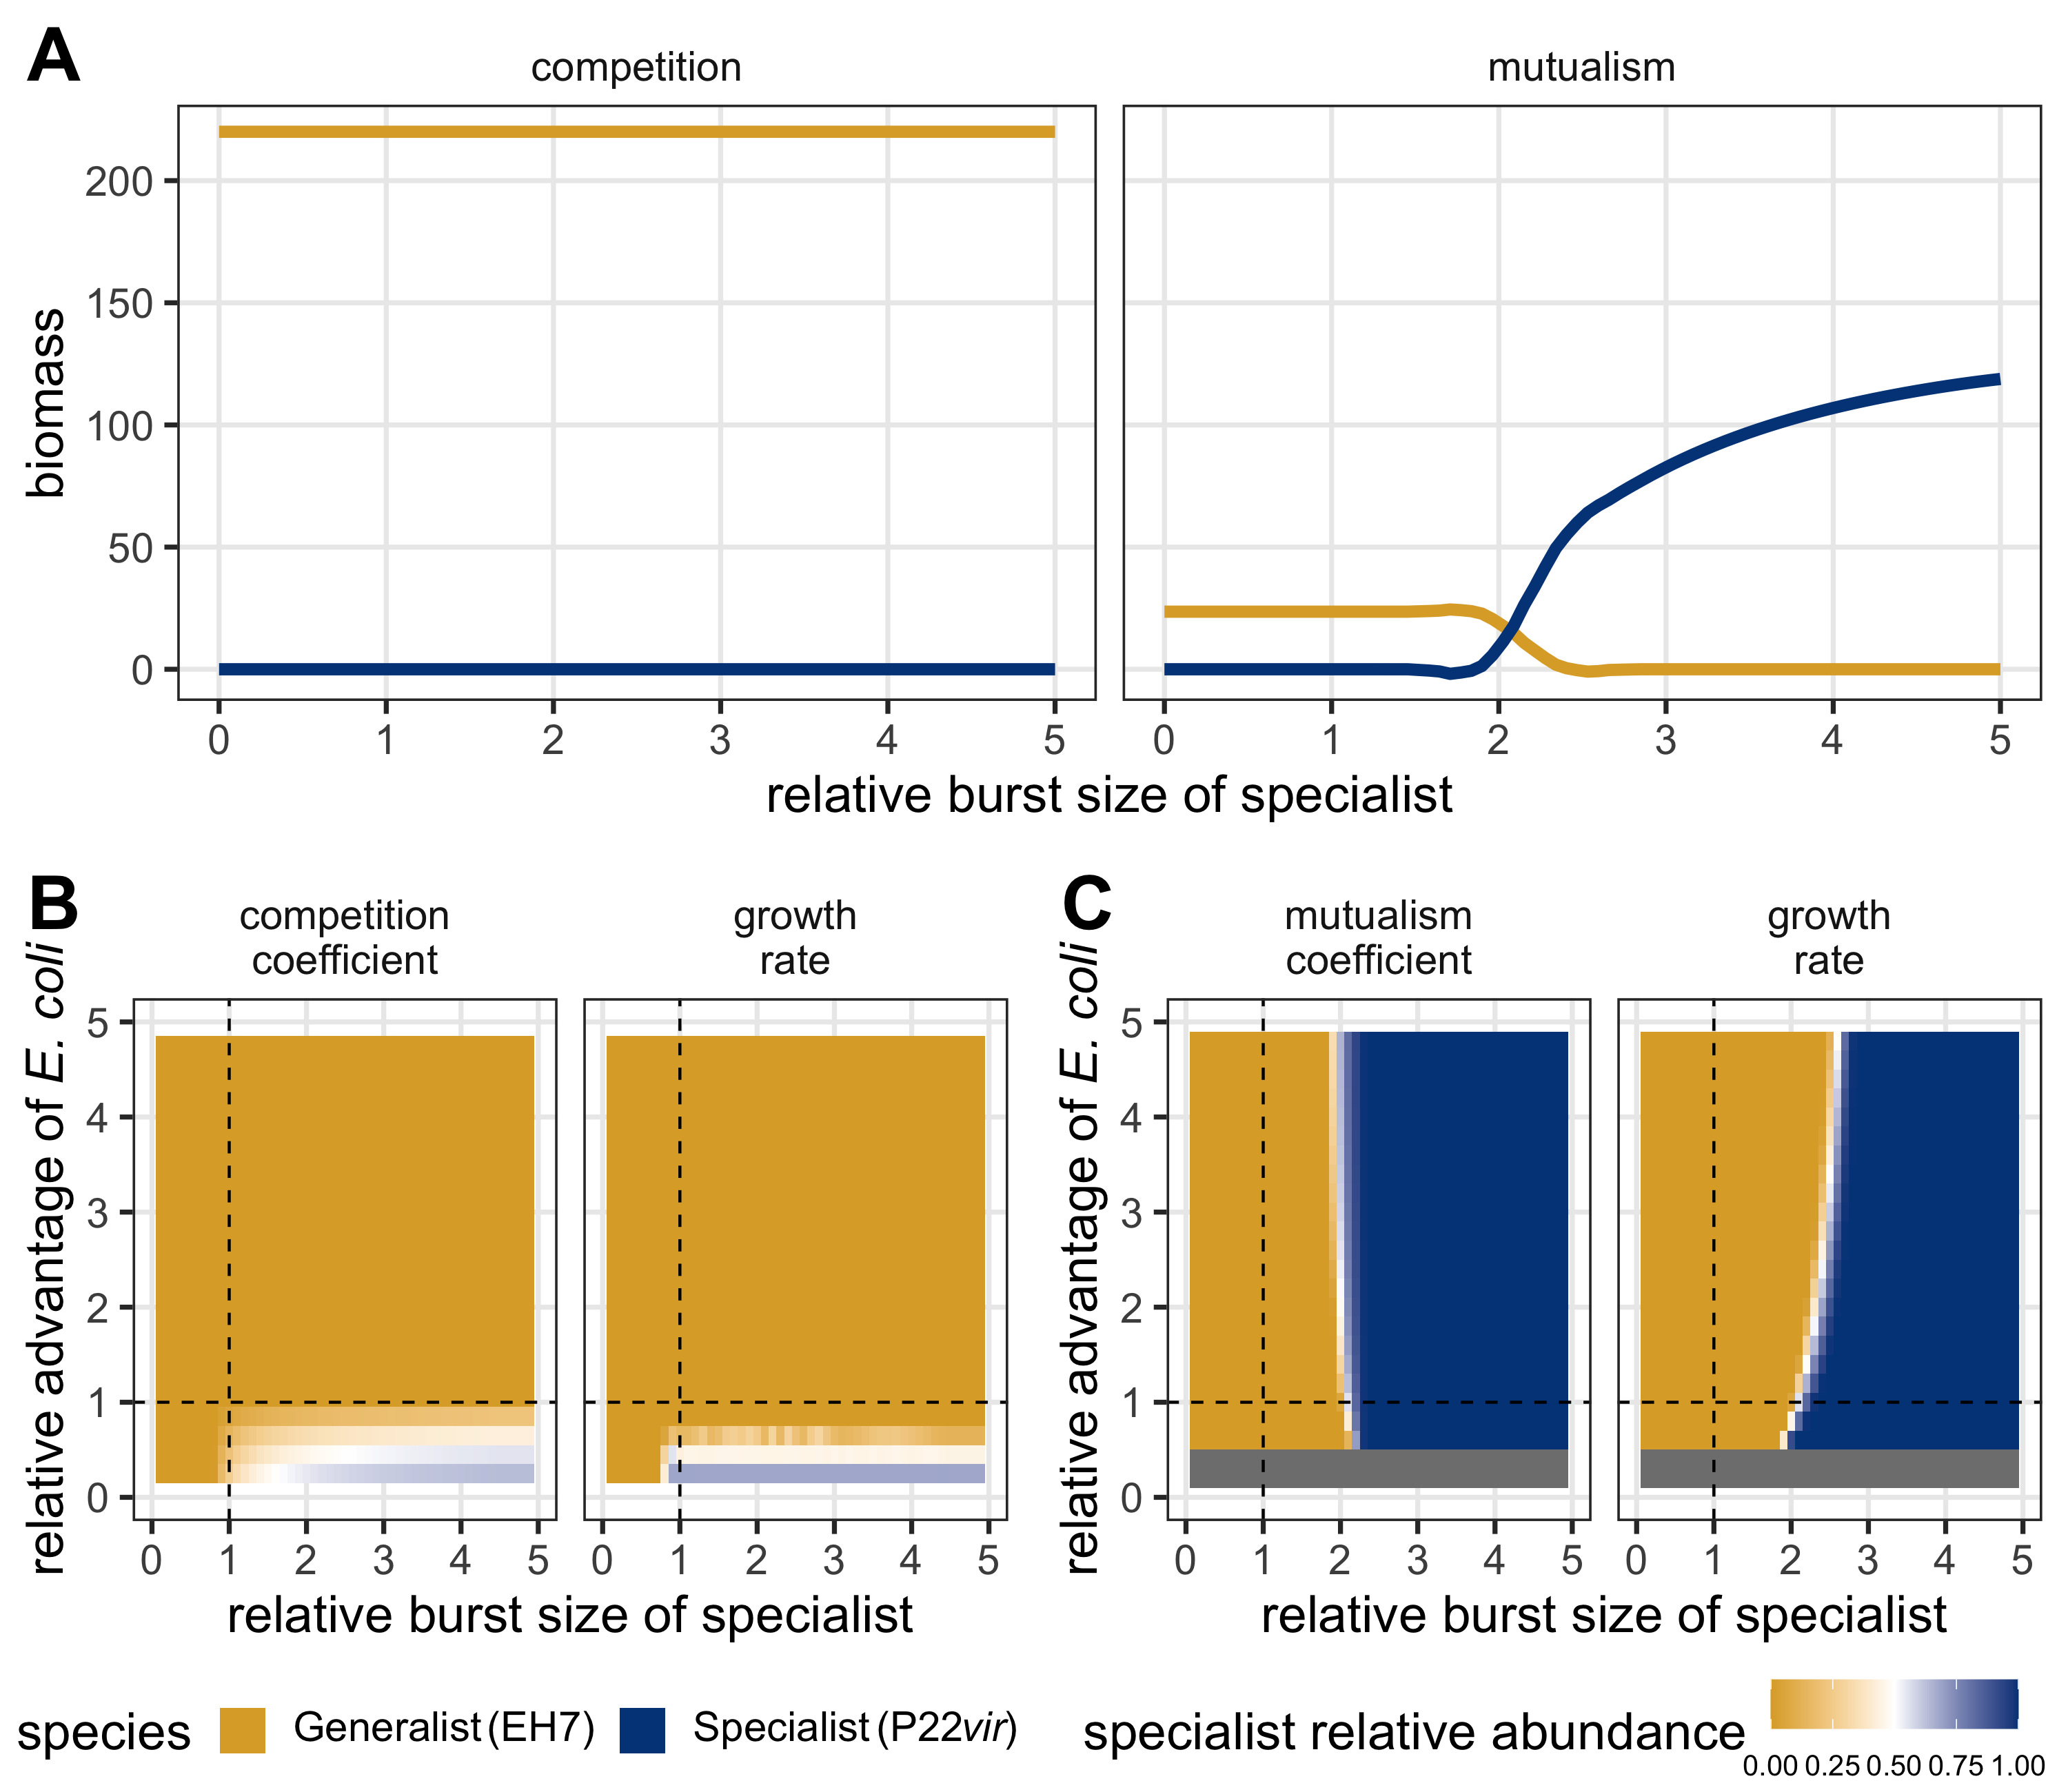 A
competition
mutualism
biomass
200
150
100
50
0
0 1 2 3 4 5
0 1 2 3 4 5
relative burst size of specialist
B
competition
coefficient
growth
rate
relative advantage of E. coli
5
4
3
2
1
0
0 1 2 3 4 5
0 1 2 3 4 5
relative burst size of specialist
C
mutualism
coefficient
growth
rate
relative advantage of E. coli
5
4
3
2
1
0
0 1 2 3 4 5
0 1 2 3 4 5
relative burst size of specialist
species
Generalist (EH7)
Specialist (P22vir)
specialist relative abundance
0.00 0.25 0.50 0.75 1.00